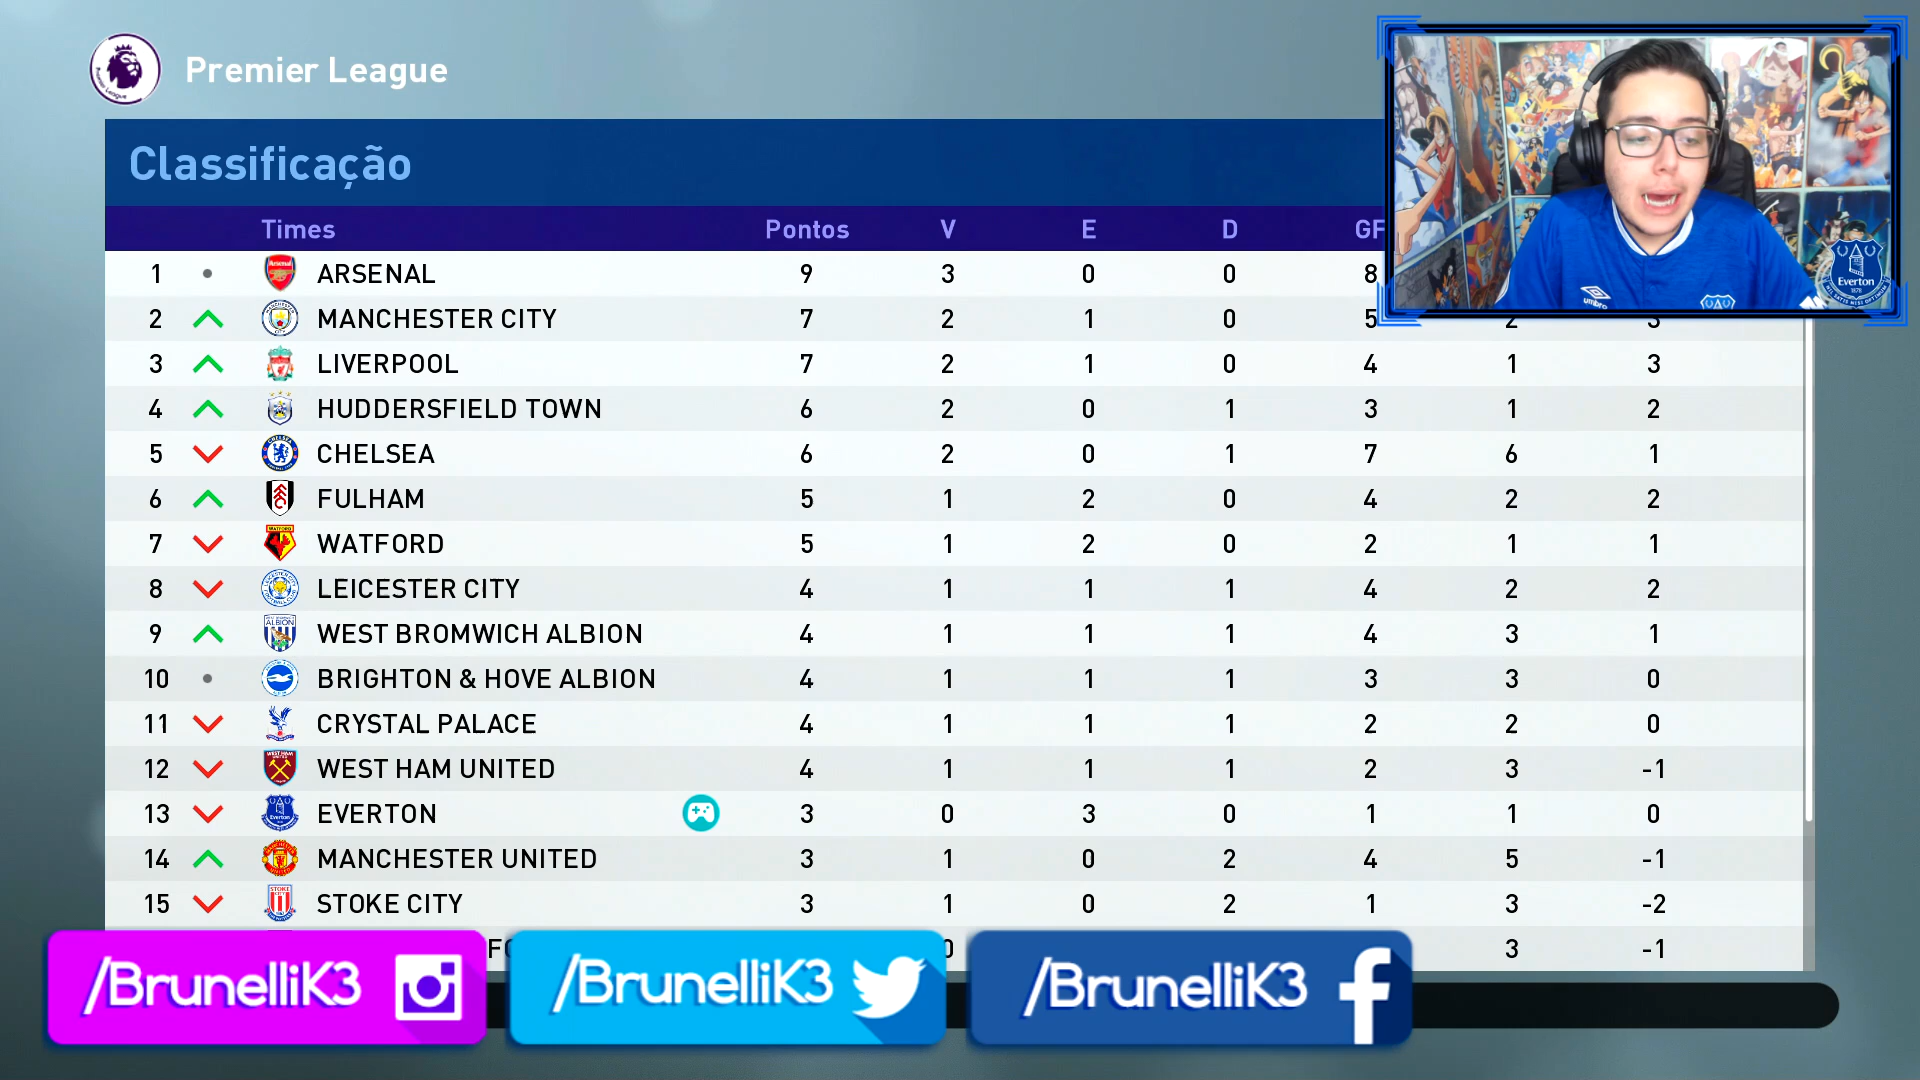 Premier League
Classificação
Times Pontos V E D GF
1 ARSENAL 9 3 0 0 8
2 MANCHESTER CITY 7 2 1 0 5 2 3
3 LIVERPOOL 7 2 1 0 4 1 3
4 HUDDERSFIELD TOWN 6 2 0 1 3 1 2
5 CHELSEA 6 2 0 1 7 6 1
6 FULHAM 5 1 2 0 4 2 2
7 WATFORD 5 1 2 0 2 1 1
8 LEICESTER CITY 4 1 1 1 4 2 2
9 WEST BROMWICH ALBION 4 1 1 1 4 3 1
10 BRIGHTON & HOVE ALBION 4 1 1 1 3 3 0
11 CRYSTAL PALACE 4 1 1 1 2 2 0
12 WEST HAM UNITED 4 1 1 1 2 3 -1
13 EVERTON 3 0 3 0 1 1 0
14 MANCHESTER UNITED 3 1 0 2 4 5 -1
15 STOKE CITY 3 1 0 2 1 3 -2
0 3 -1
/BrunelliK3
/BrunelliK3
/BrunelliK3
umbro
Everton
1878